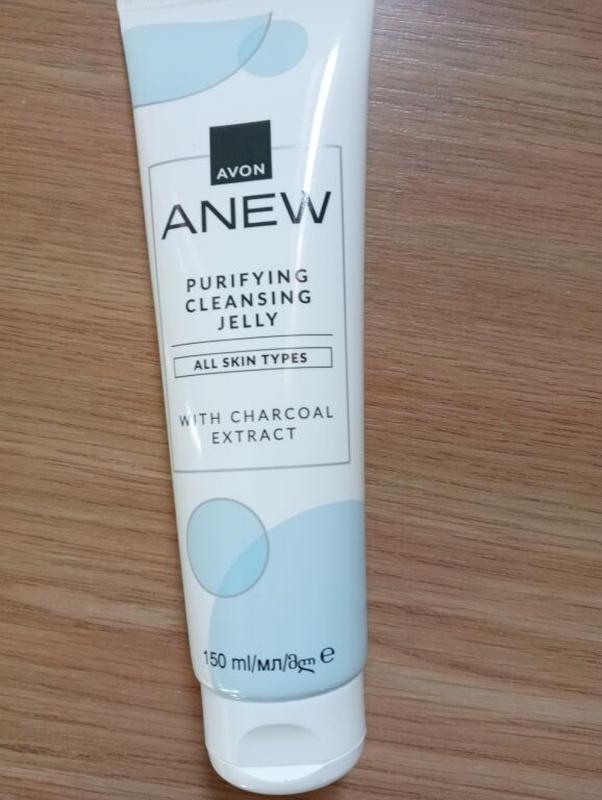 AVON
ANEW
PURIFYING
CLEANSING
JELLY
ALL SKIN TYPES
WITH CHARCOAL
EXTRACT
150 ml/мл/მლ ℮